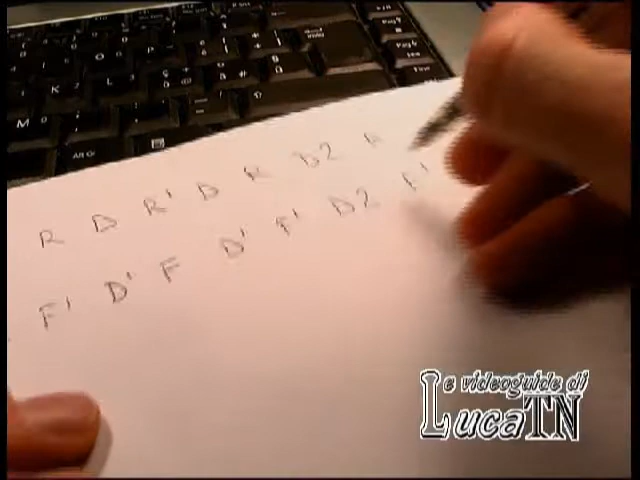 R D R' D R D2 R
F' D' F D' F' D2 F'
Le videoguide di
LucaTN